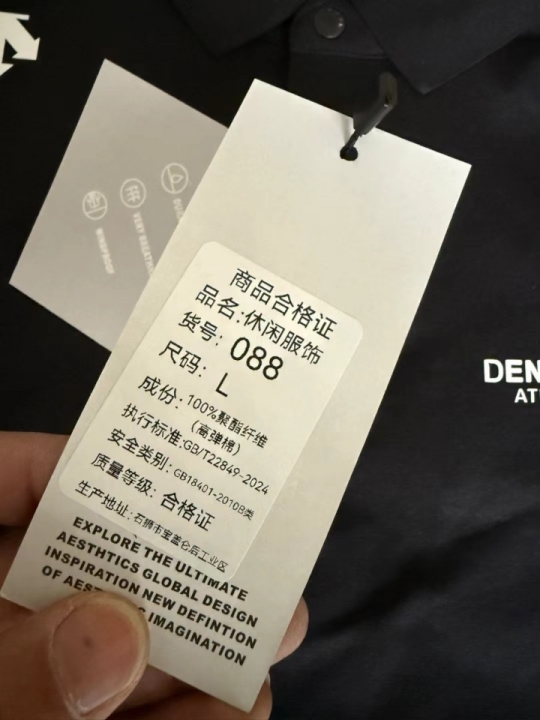 商品合格证
品名:休闲服饰
货号: 088
尺码: L
成份: 100%聚酯纤维
(高弹棉)
执行标准:GB/T22849-2024
安全类别: GB18401-2010B类
质量等级: 合格证
生产地址: 石狮市宝盖仑后工业区
EXPLORE THE ULTIMATE
AESTHTICS GLOBAL DESIGN
INSPIRATION NEW DEFINTION
OF IMAGINATION
WINDPROOF
VERY
DEN
AT